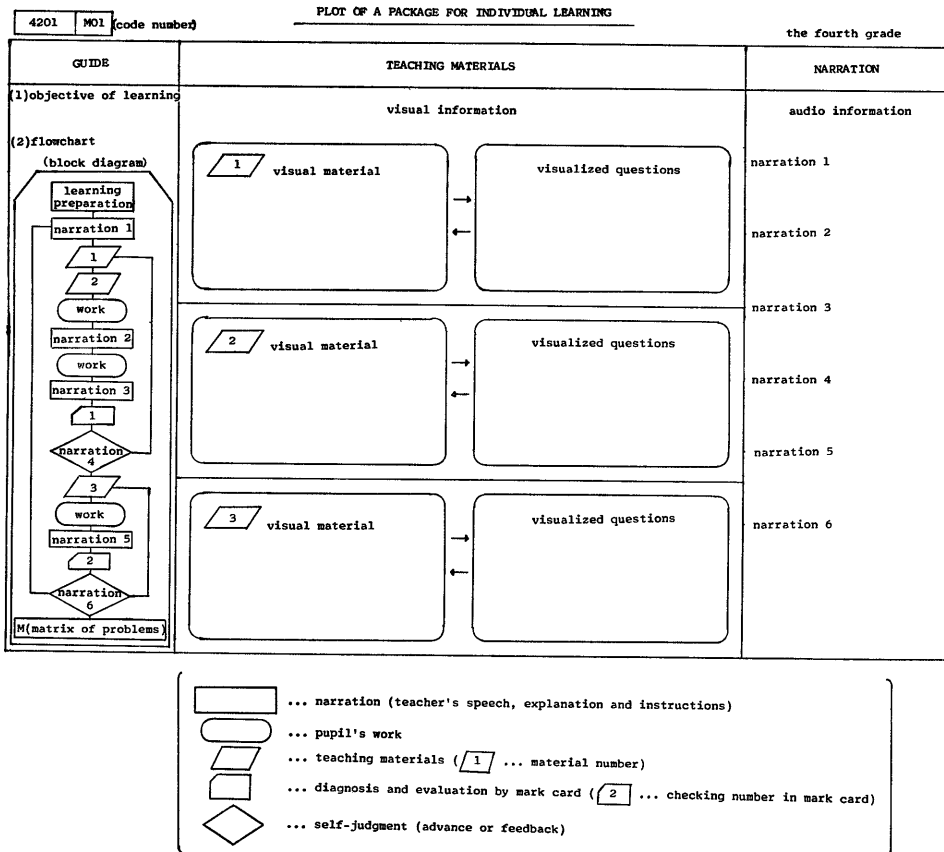 PLOT OF A PACKAGE FOR INDIVIDUAL LEARNING
4201 M01 (code number)
the fourth grade
GUIDE
TEACHING MATERIALS
NARRATION
(1)objective of learning
visual information
audio information
(2)flowchart
(block diagram)
learning
preparation
narration 1
1
2
work
narration 2
work
narration 3
1
narration
4
3
work
narration 5
2
narration
6
M(matrix of problems)
1 visual material
visualized questions
2 visual material
visualized questions
3 visual material
visualized questions
narration 1
narration 2
narration 3
narration 4
narration 5
narration 6
... narration (teacher's speech, explanation and instructions)
... pupil's work
... teaching materials ( 1 ... material number)
... diagnosis and evaluation by mark card ( 2 ... checking number in mark card)
... self-judgment (advance or feedback)